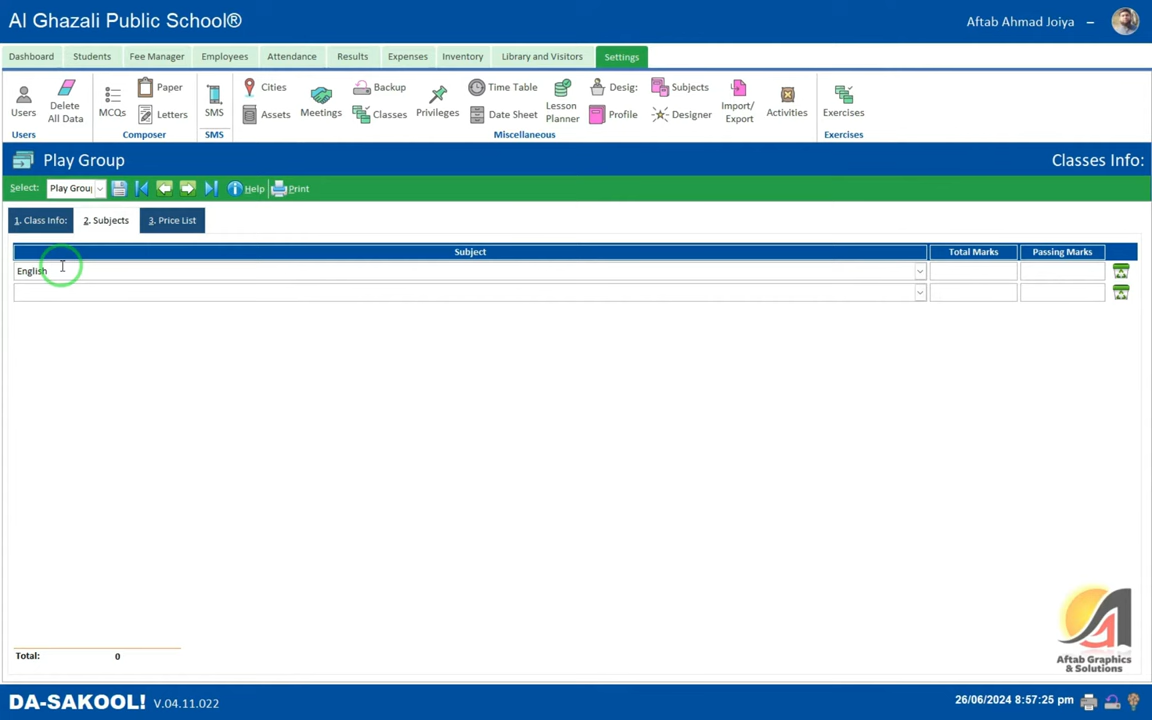 Al Ghazali Public School®
Aftab Ahmad Joiya
Dashboard Students Fee Manager Employees Attendance Results Expenses Inventory Library and Visitors Settings
Users
Delete All Data
MCQs
Paper
Letters
SMS
Cities
Assets
Meetings
Backup
Classes
Privileges
Time Table
Date Sheet
Lesson Planner
Desig:
Profile
Subjects
Designer
Import/ Export
Activities
Exercises
Users Composer SMS Miscellaneous Exercises
Play Group
Classes Info:
Select: Play Grou Help Print
1. Class Info: 2. Subjects 3. Price List
Subject Total Marks Passing Marks
English
Total: 0
Aftab Graphics
& Solutions
DA-SAKOOL! V.04.11.022
26/06/2024 8:57:25 pm